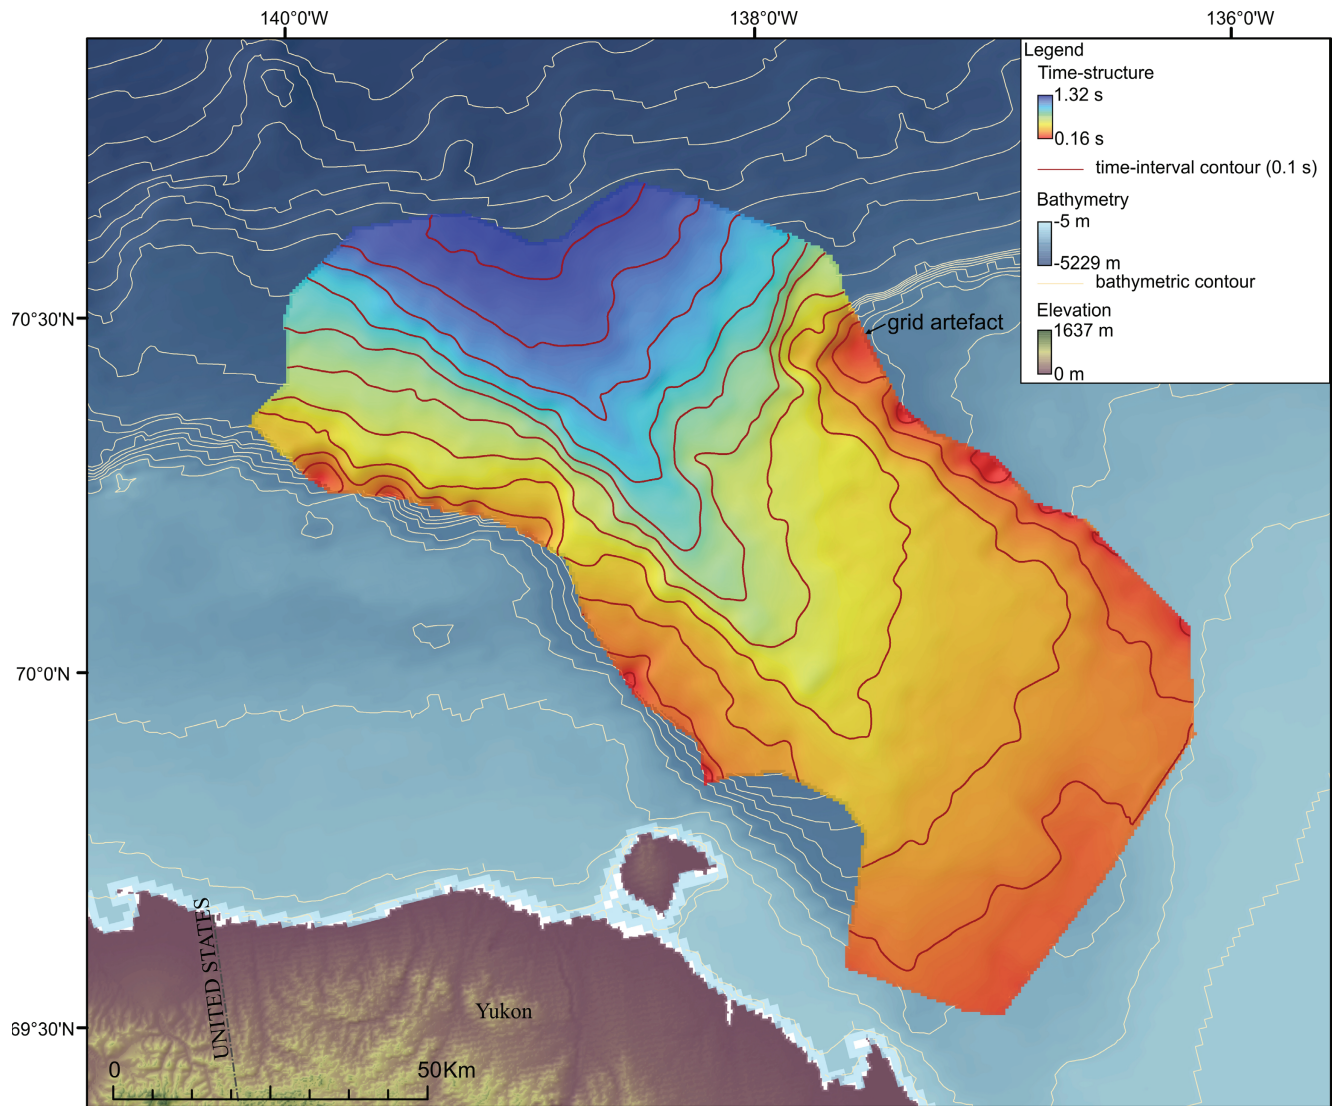 140°0'W
138°0'W
136°0'W
Legend
Time-structure
1.32 s
0.16 s
time-interval contour (0.1 s)
Bathymetry
-5 m
-5229 m
bathymetric contour
Elevation
1637 m
0 m
70°30'N
grid artefact
70°0'N
UNITED STATES
Yukon
69°30'N
0
50Km